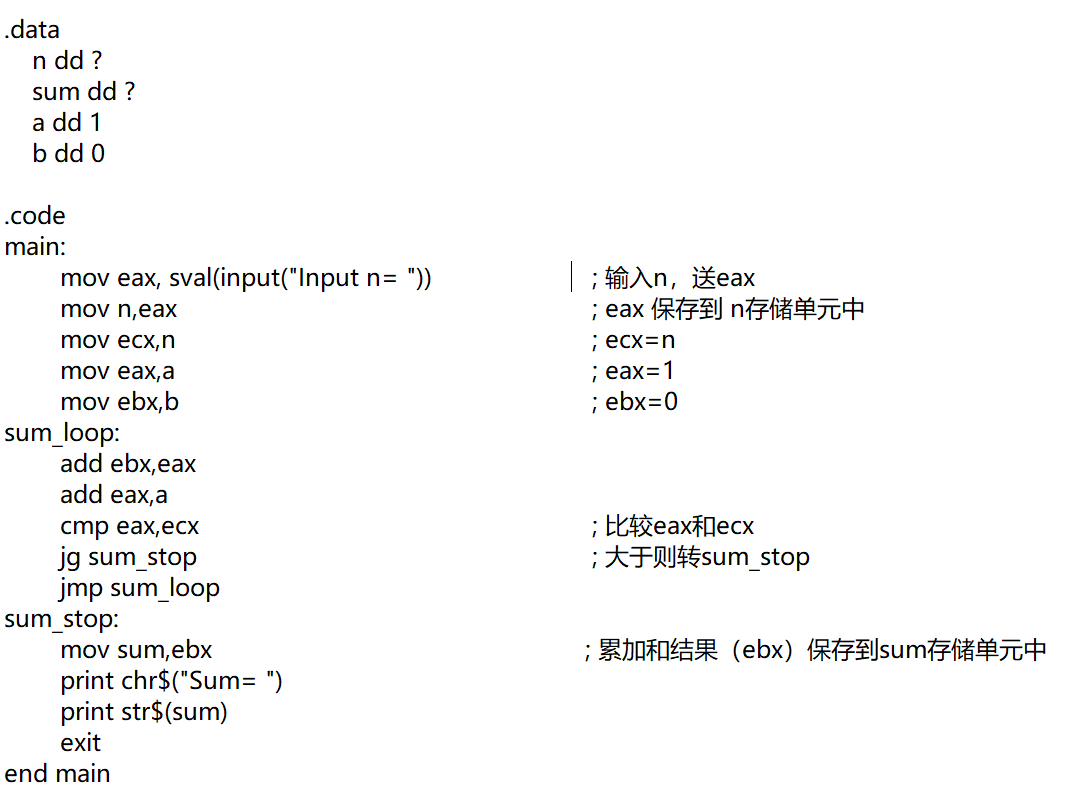 .data
n dd ?
sum dd ?
a dd 1
b dd 0
.code
main:
mov eax, sval(input("Input n= ")) ; 输入n，送eax
mov n,eax ; eax 保存到 n存储单元中
mov ecx,n ; ecx=n
mov eax,a ; eax=1
mov ebx,b ; ebx=0
sum_loop:
add ebx,eax
add eax,a
cmp eax,ecx ; 比较eax和ecx
jg sum_stop ; 大于则转sum_stop
jmp sum_loop
sum_stop:
mov sum,ebx ; 累加和结果（ebx）保存到sum存储单元中
print chr$("Sum= ")
print str$(sum)
exit
end main